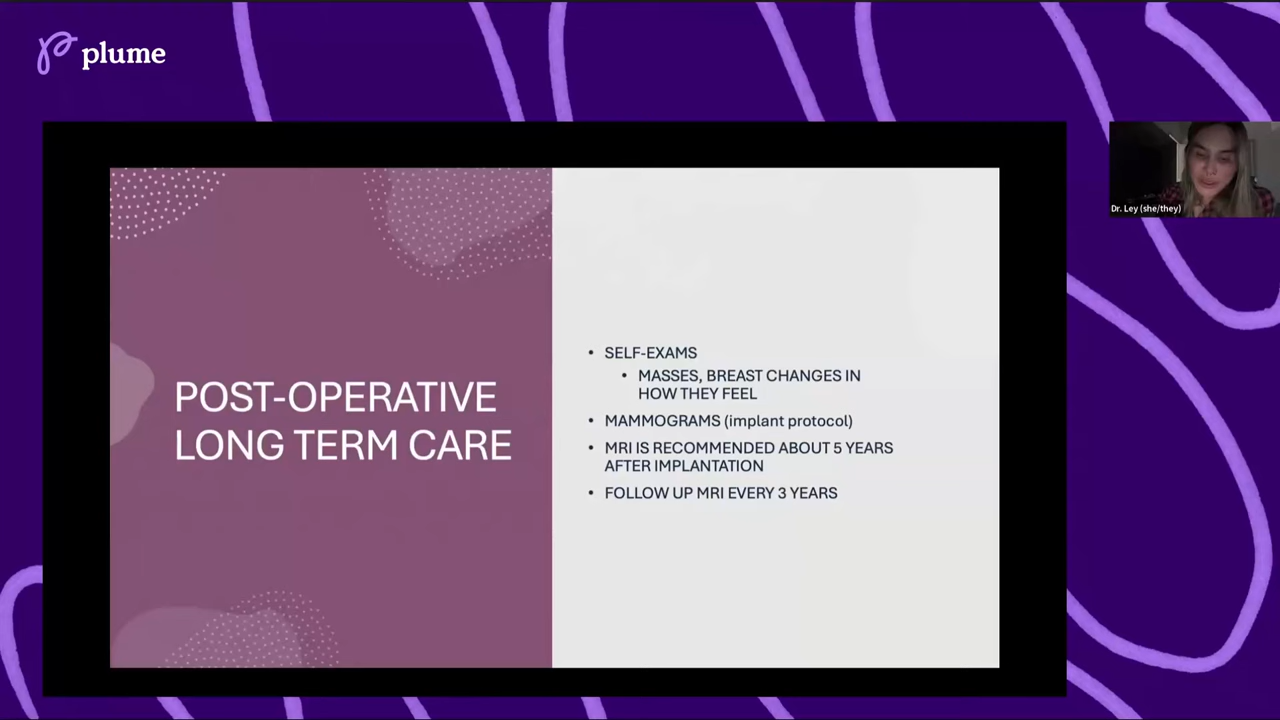 plume
POST-OPERATIVE
LONG TERM CARE
• SELF-EXAMS
• MASSES, BREAST CHANGES IN
HOW THEY FEEL
• MAMMOGRAMS (implant protocol)
• MRI IS RECOMMENDED ABOUT 5 YEARS
AFTER IMPLANTATION
• FOLLOW UP MRI EVERY 3 YEARS
Dr. Ley (she/they)